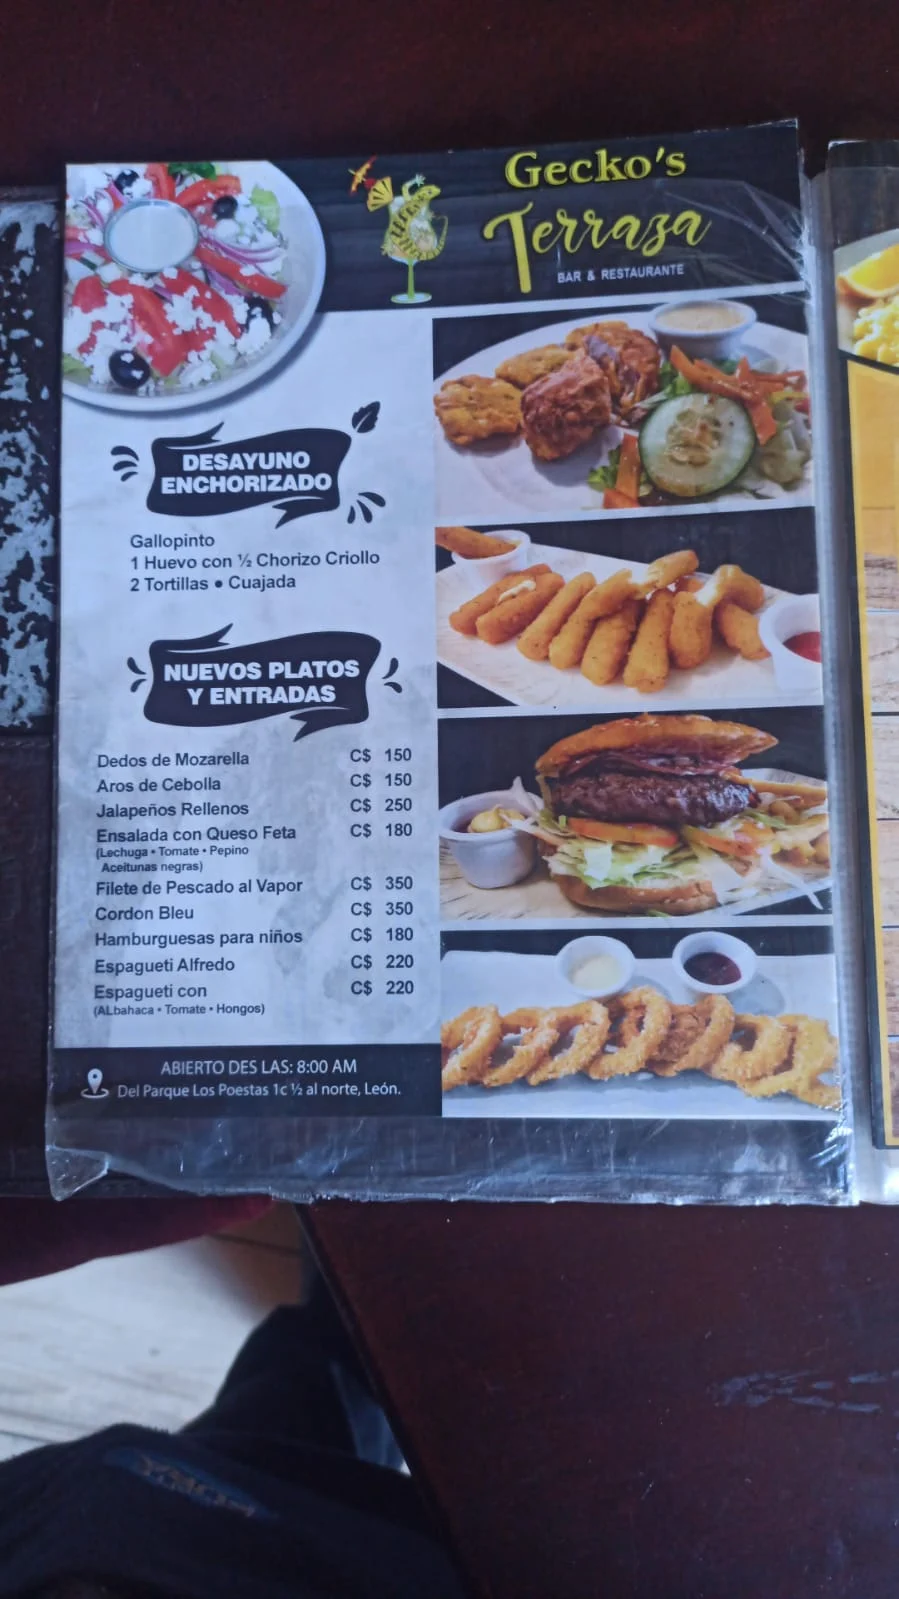 Gecko's
Terraza
BAR & RESTAURANTE
DESAYUNO
ENCHORIZADO
Gallopinto
1 Huevo con ½ Chorizo Criollo
2 Tortillas • Cuajada
NUEVOS PLATOS
Y ENTRADAS
Dedos de Mozarella C$ 150
Aros de Cebolla C$ 150
Jalapeños Rellenos C$ 250
Ensalada con Queso Feta C$ 180
(Lechuga • Tomate • Pepino
Aceitunas negras)
Filete de Pescado al Vapor C$ 350
Cordon Bleu C$ 350
Hamburguesas para niños C$ 180
Espagueti Alfredo C$ 220
Espagueti con C$ 220
(ALbahaca • Tomate • Hongos)
ABIERTO DES LAS: 8:00 AM
Del Parque Los Poestas 1c ½ al norte, León.